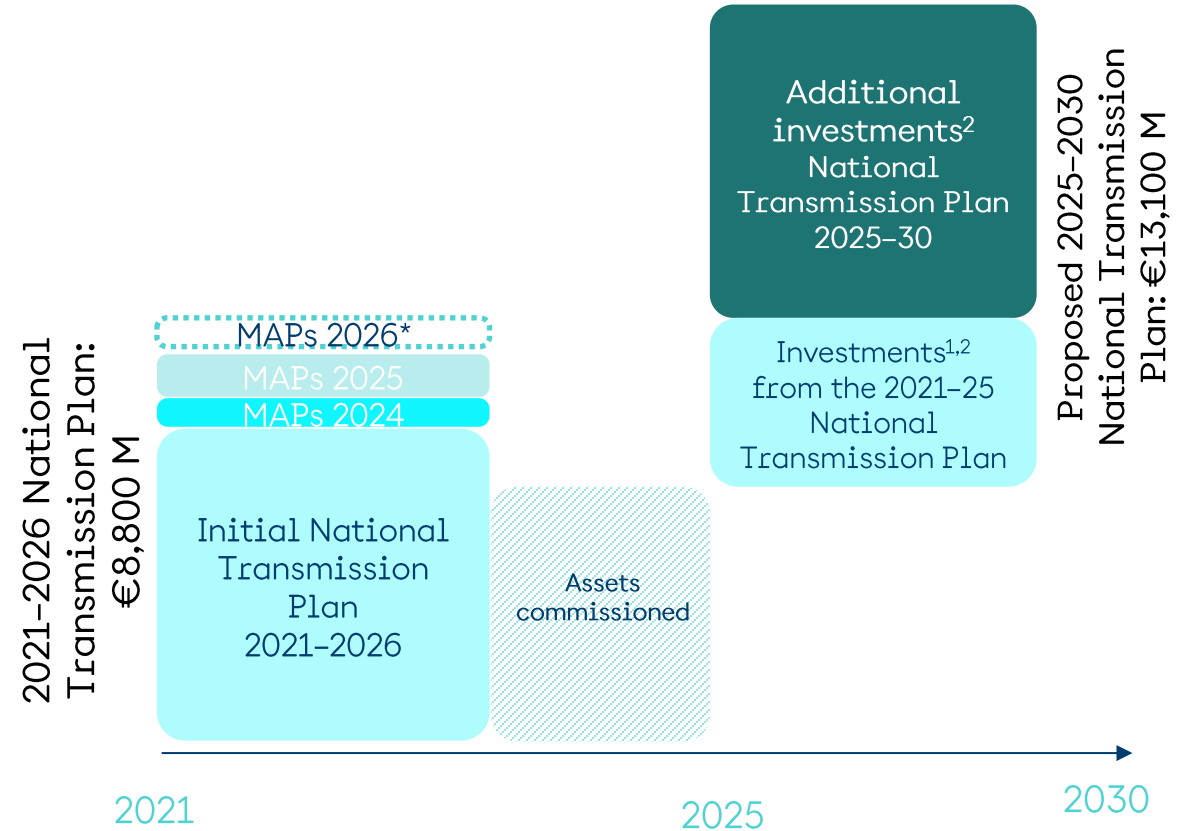 2021–2026 National
Transmission Plan:
€8,800 M
MAPs 2026*
MAPs 2025
MAPs 2024
Initial National
Transmission
Plan
2021–2026
Assets
commissioned
Additional
investments²
National
Transmission Plan
2025–30
Investments¹,²
from the 2021–25
National
Transmission Plan
Proposed 2025–2030
National Transmission
Plan: €13,100 M
2021
2025
2030